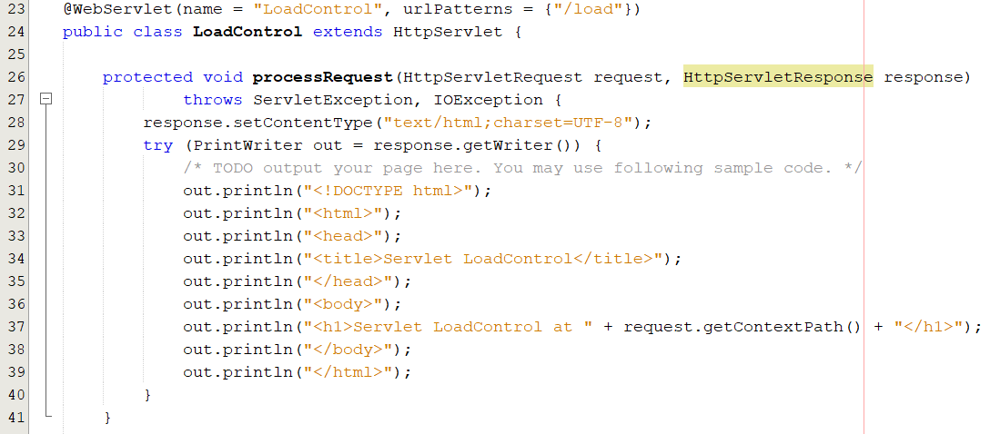 23 @WebServlet(name = "LoadControl", urlPatterns = {"/load"})
24 public class LoadControl extends HttpServlet {
25
26 protected void processRequest(HttpServletRequest request, HttpServletResponse response)
27 throws ServletException, IOException {
28 response.setContentType("text/html;charset=UTF-8");
29 try (PrintWriter out = response.getWriter()) {
30 /* TODO output your page here. You may use following sample code. */
31 out.println("<!DOCTYPE html>");
32 out.println("<html>");
33 out.println("<head>");
34 out.println("<title>Servlet LoadControl</title>");
35 out.println("</head>");
36 out.println("<body>");
37 out.println("<h1>Servlet LoadControl at " + request.getContextPath() + "</h1>");
38 out.println("</body>");
39 out.println("</html>");
40 }
41 }